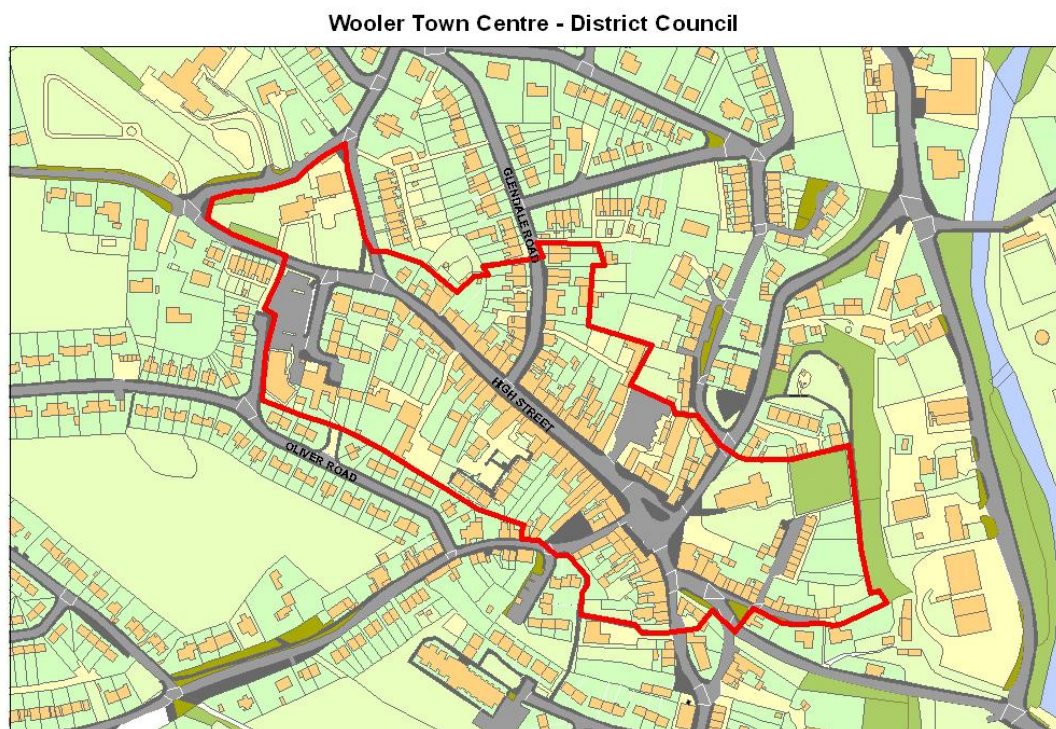 Wooler Town Centre - District Council
GLENDALE ROAD
HIGH STREET
OLIVER ROAD